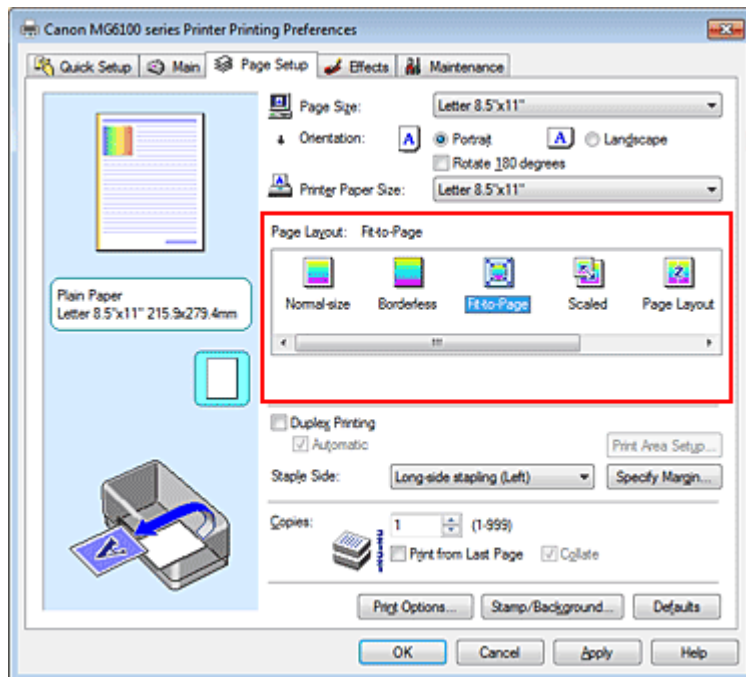 Canon MG6100 series Printer Printing Preferences
Quick Setup Main Page Setup Effects Maintenance
Page Size: Letter 8.5"x11"
Orientation: A Portrait A Landscape
Rotate 180 degrees
Printer Paper Size: Letter 8.5"x11"
Page Layout: Fit-to-Page
Normal-size Borderless Fit-to-Page Scaled Page Layout
Plain Paper
Letter 8.5"x11" 215.9x279.4mm
Duplex Printing
Automatic
Print Area Setup...
Staple Side: Long-side stapling (Left) Specify Margin...
Copies: 1 (1-999)
Print from Last Page Collate
Print Options... Stamp/Background... Defaults
OK Cancel Apply Help